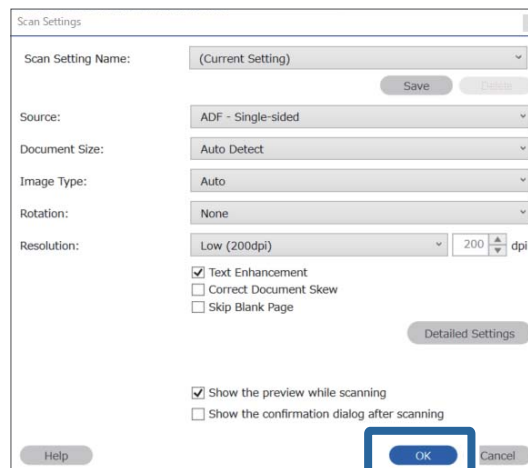 Scan Settings
Scan Setting Name: (Current Setting)
Save Delete
Source: ADF - Single-sided
Document Size: Auto Detect
Image Type: Auto
Rotation: None
Resolution: Low (200dpi) 200 dpi
Text Enhancement
Correct Document Skew
Skip Blank Page
Detailed Settings
Show the preview while scanning
Show the confirmation dialog after scanning
Help OK Cancel